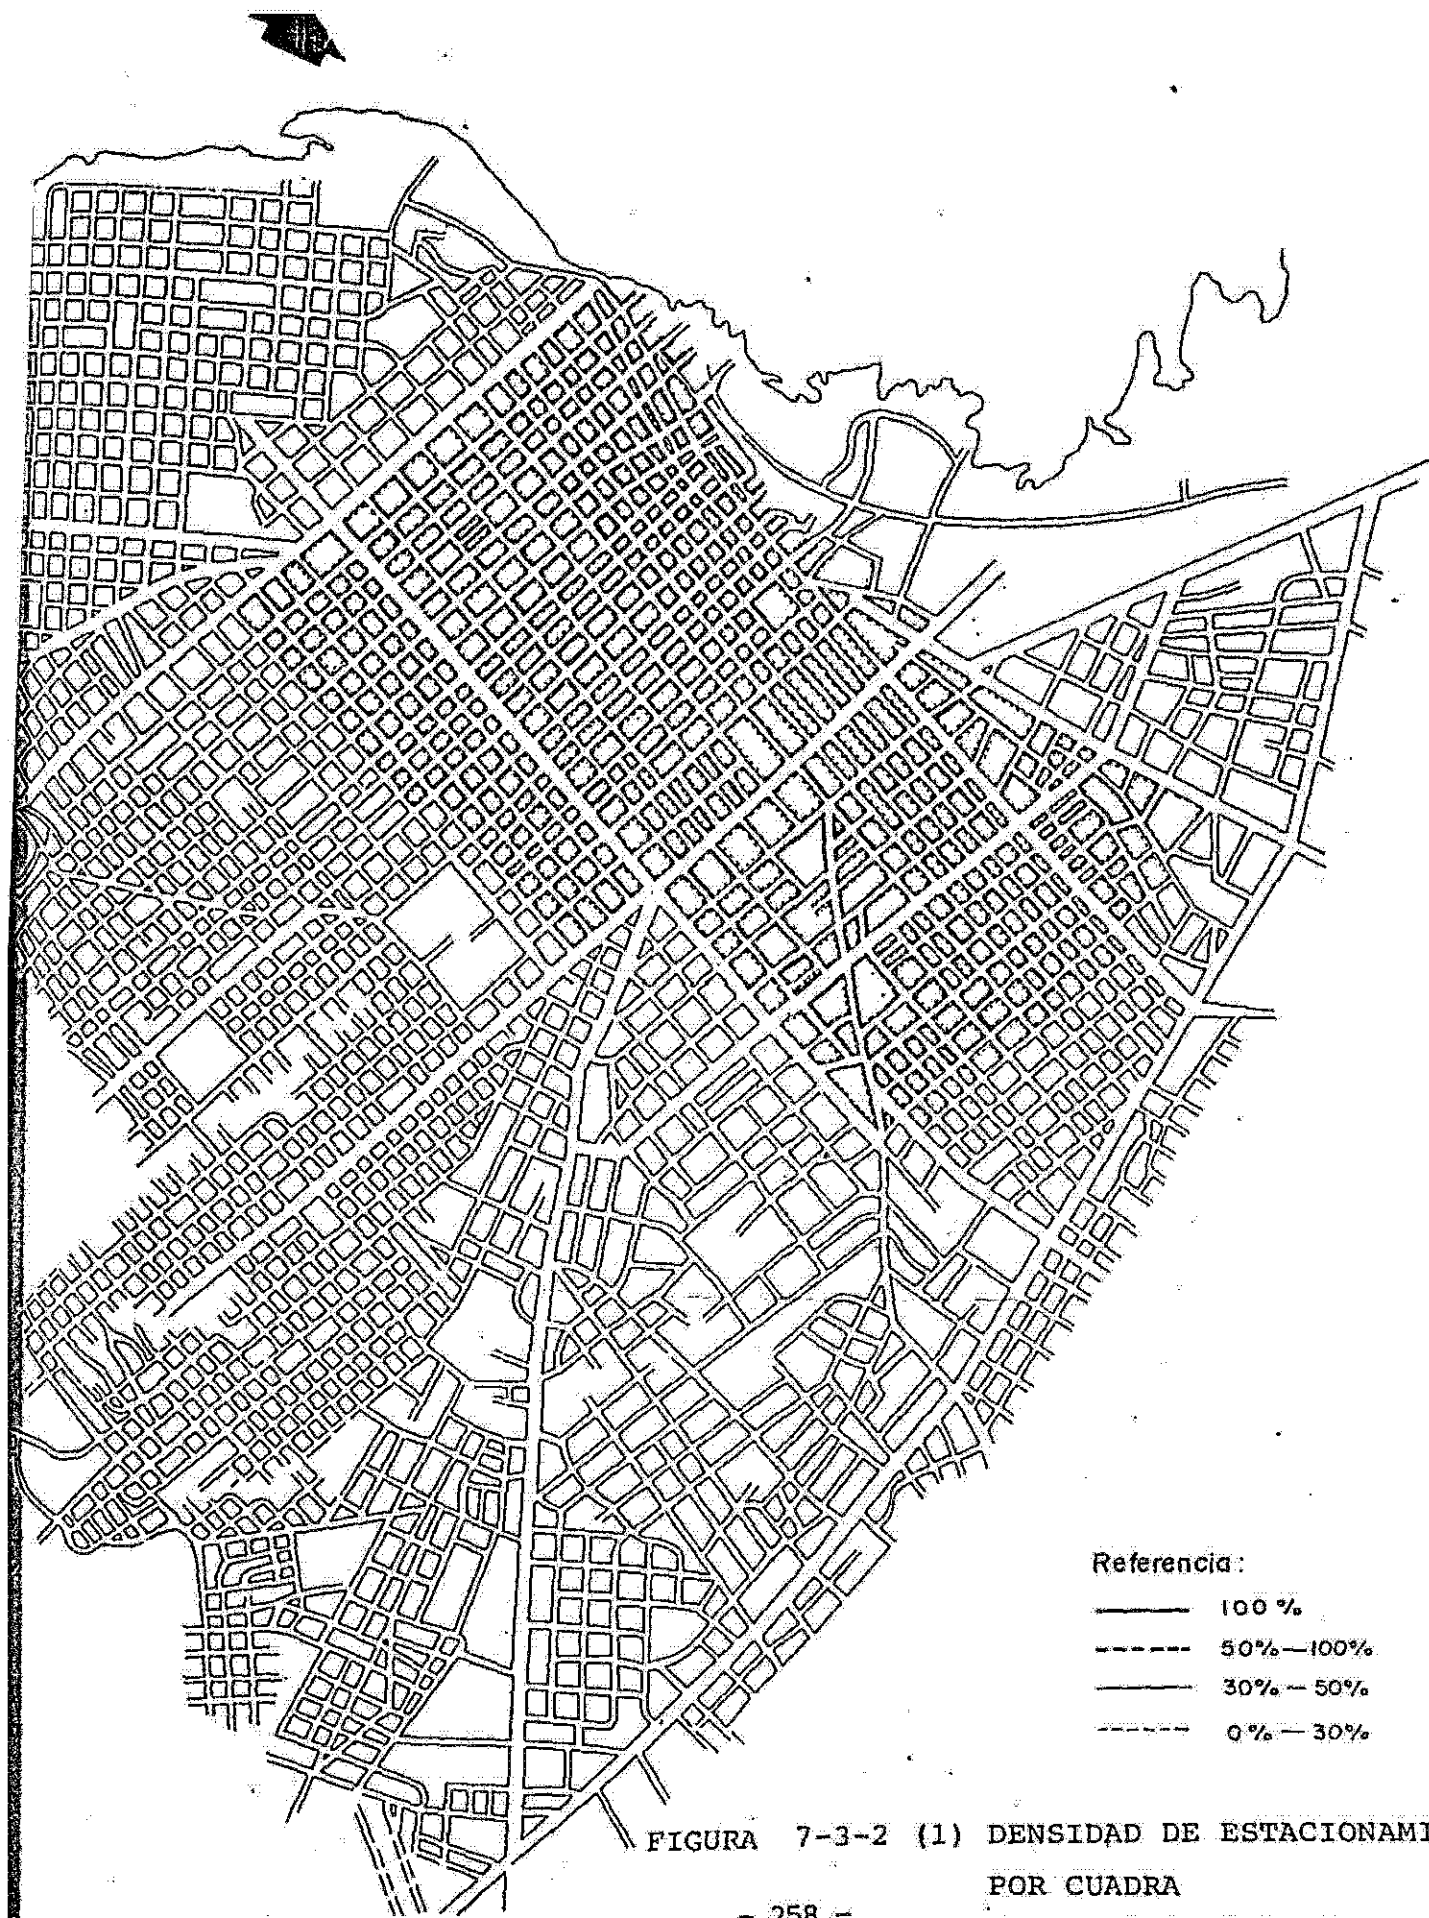 Referencia:
100%
50%—100%
30%—50%
0%—30%
FIGURA 7-3-2 (1) DENSIDAD DE ESTACIONAMI
POR CUADRA
- 258 -